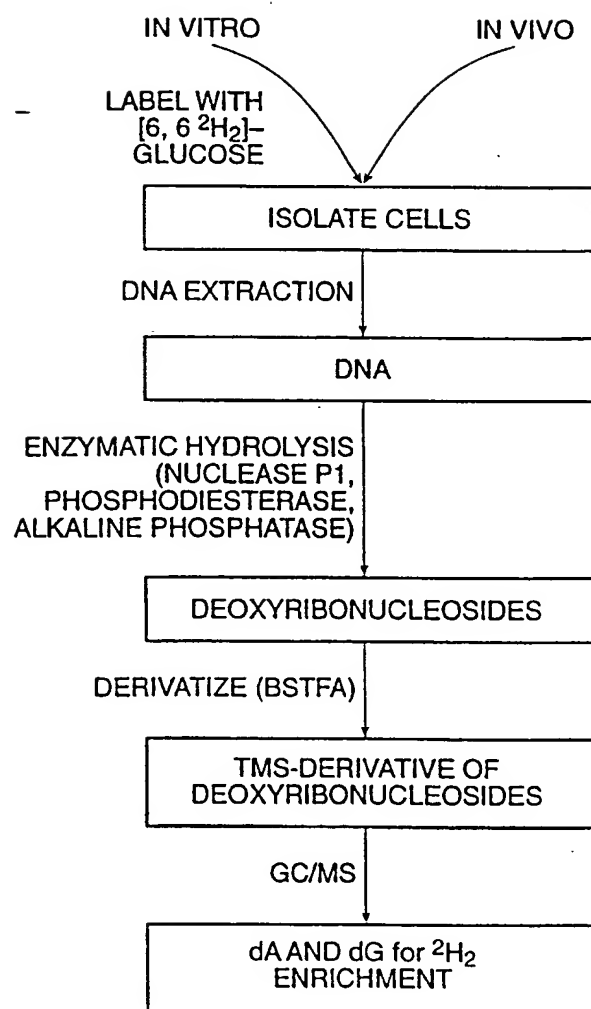 IN VITRO
IN VIVO
LABEL WITH
[6, 6 ²H₂]–
GLUCOSE
ISOLATE CELLS
DNA EXTRACTION
DNA
ENZYMATIC HYDROLYSIS
(NUCLEASE P1,
PHOSPHODIESTERASE,
ALKALINE PHOSPHATASE)
DEOXYRIBONUCLEOSIDES
DERIVATIZE (BSTFA)
TMS-DERIVATIVE OF
DEOXYRIBONUCLEOSIDES
GC/MS
dA AND dG for ²H₂
ENRICHMENT